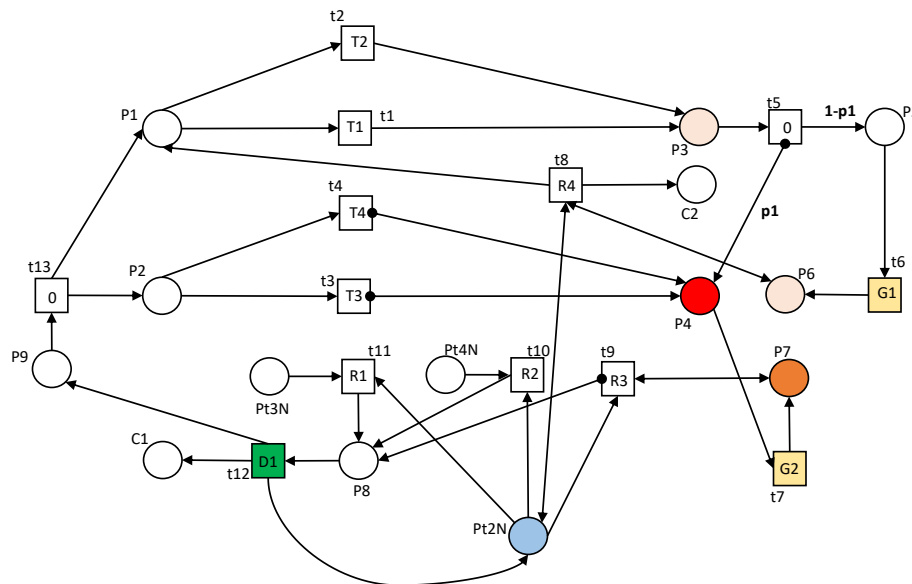 t2
T2
P1
t1
T1
P3
t5
0
1-p1
t8
R4
C2
p1
t4
T4
t13
0
P2
t3
T3
P4
P6
t6
G1
P9
t11
R1
Pt3N
Pt4N
t10
R2
t9
R3
P7
C1
D1
t12
P8
G2
t7
Pt2N